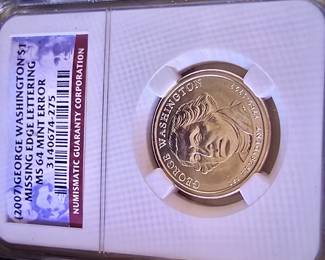 (2007) GEORGE WASHINGTON $1
MISSING EDGE LETTERING
MS 64 MINT ERROR
3140674-275
NUMISMATIC GUARANTY CORPORATION
GEORGE WASHINGTON